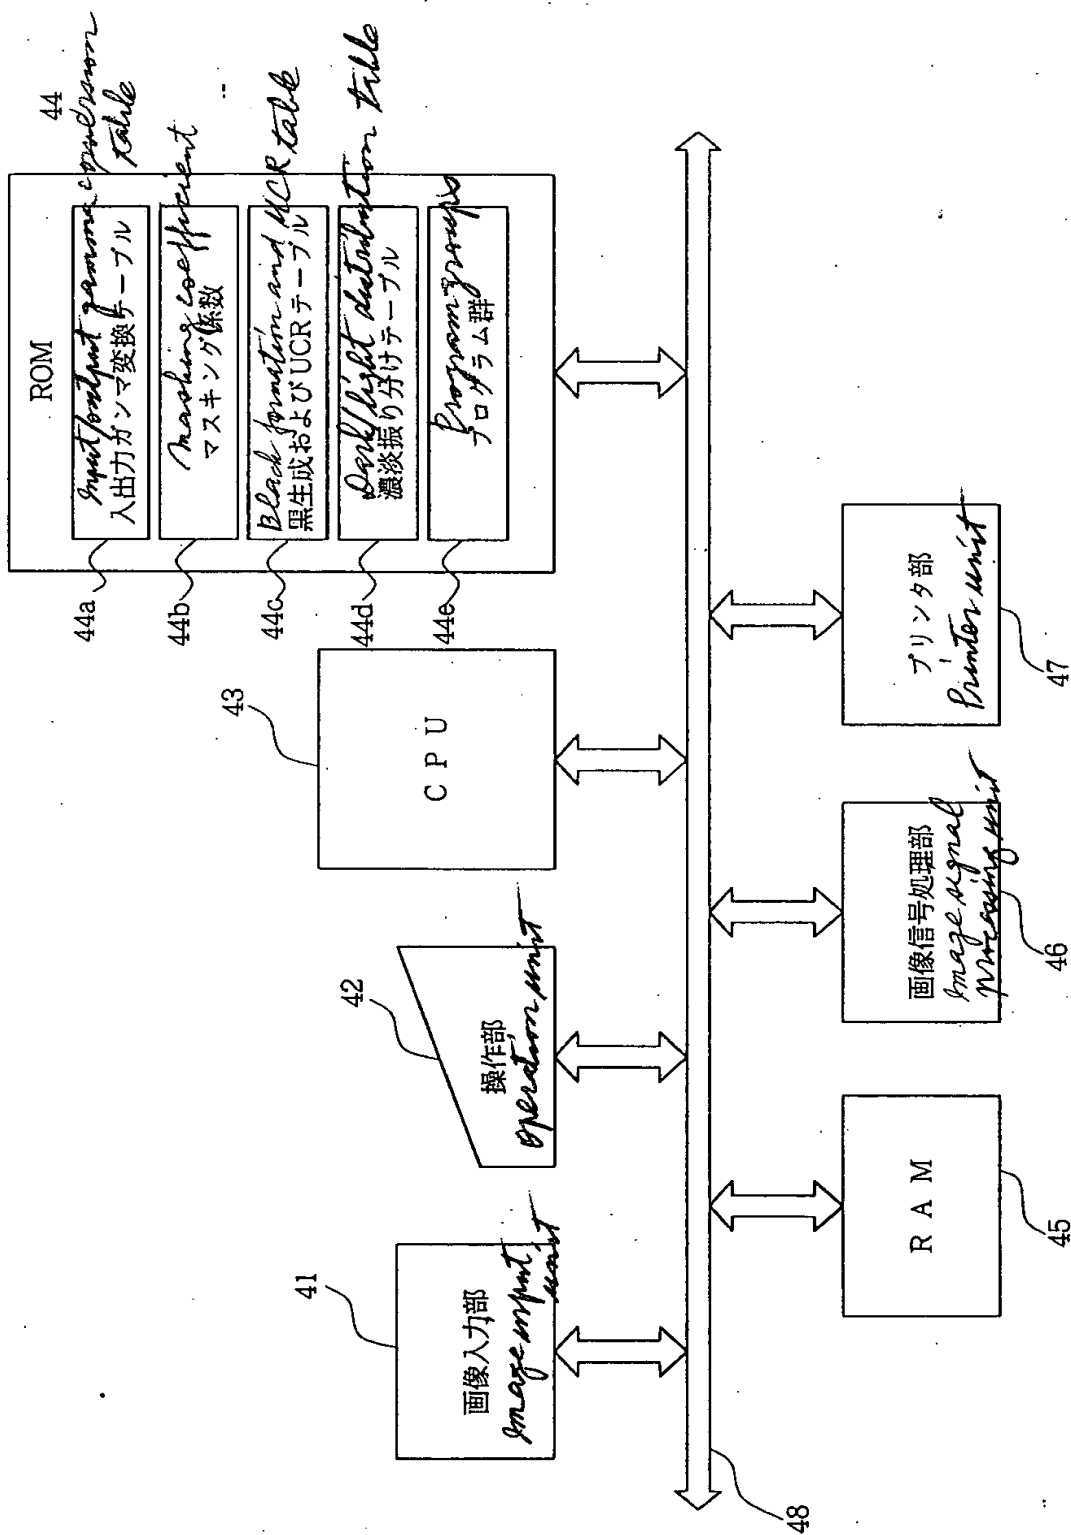 44
ROM
Input/output gamma conversion
table
入出力ガンマ変換テーブル
44a
Masking coefficient
マスキング係数
44b
Black formation and UCR table
黒生成およびUCRテーブル
44c
Dark/light distribution table
濃淡振り分けテーブル
44d
Program groups
プログラム群
44e
43
CPU
42
操作部
Operation unit
41
画像入力部
Image input
unit
48
RAM
45
画像信号処理部
Image signal
processing unit
46
プリンタ部
Printer unit
47